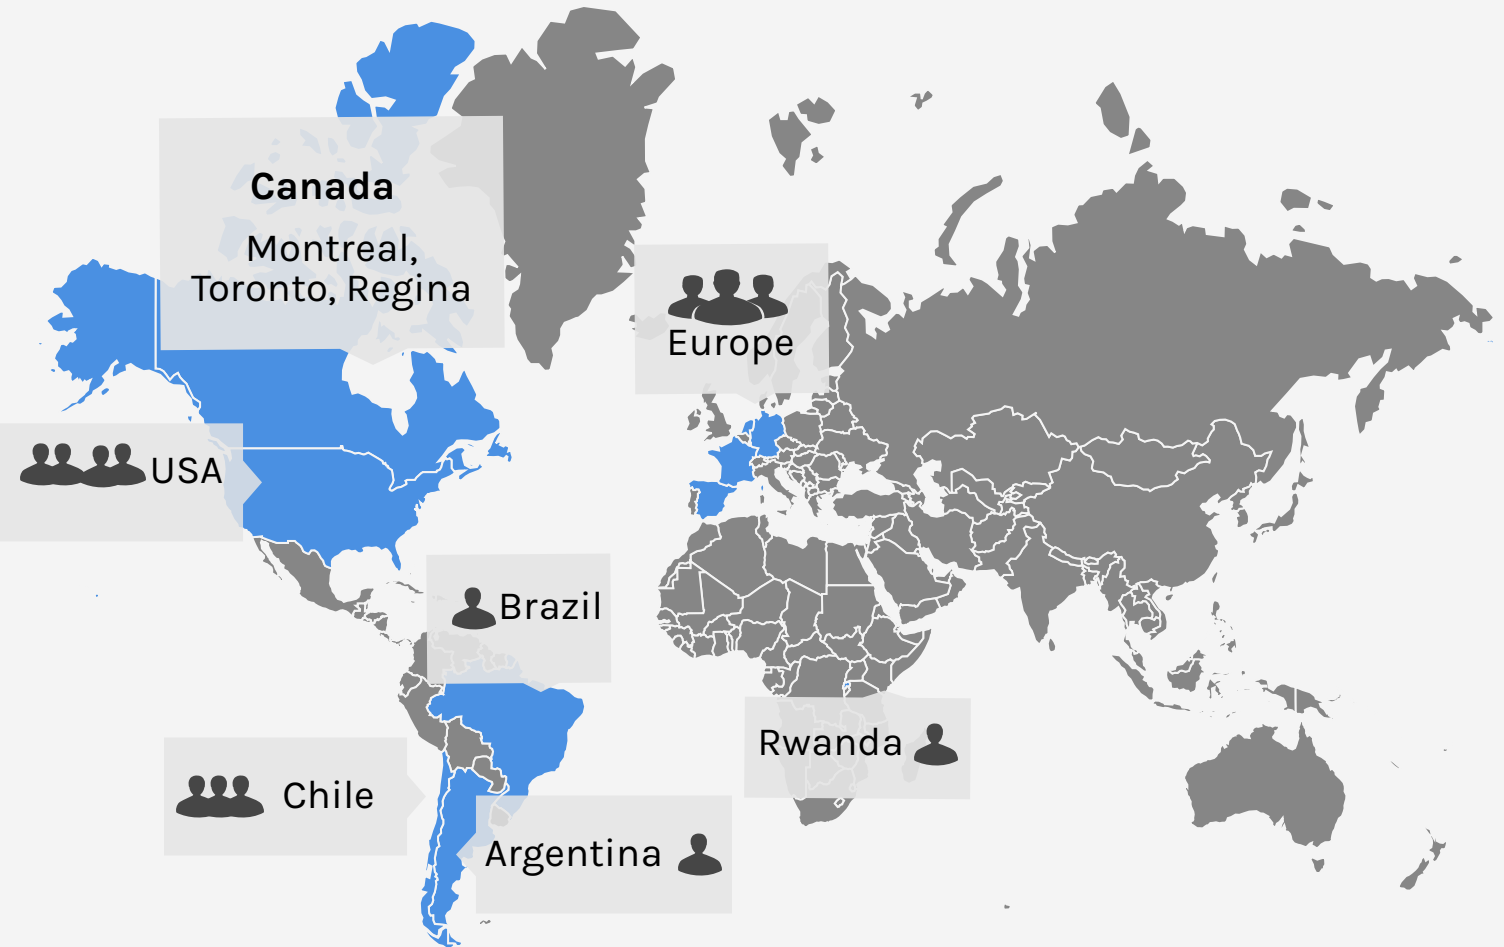 Canada
Montreal,
Toronto, Regina
Europe
USA
Brazil
Rwanda
Chile
Argentina